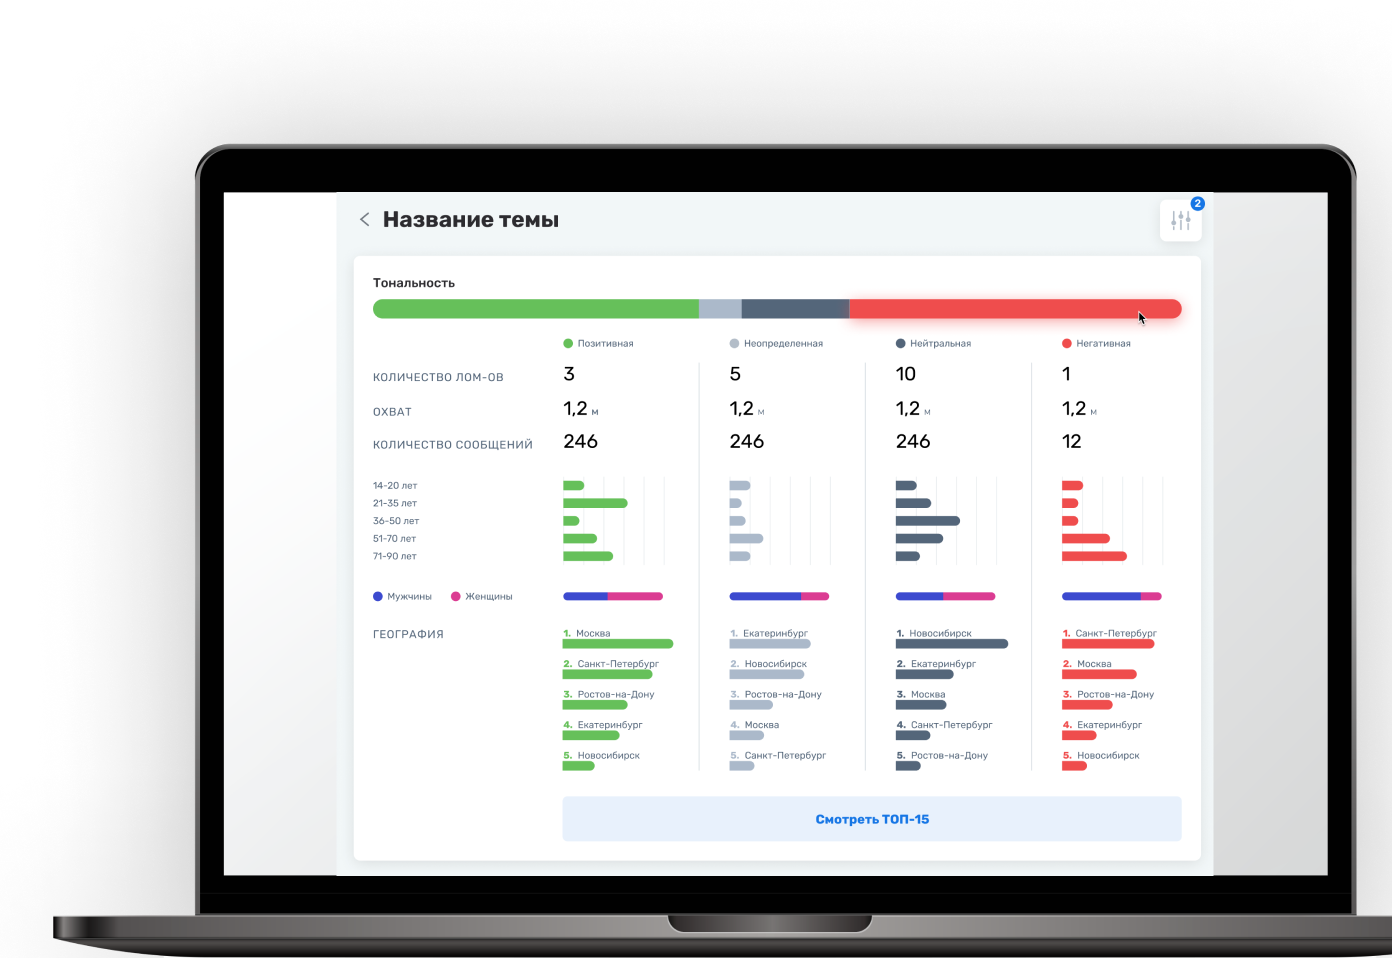 2
Название темы
Тональность
Позитивная Неопределенная Нейтральная Негативная
КОЛИЧЕСТВО ЛОМ-ОВ 3 5 10 1
ОХВАТ 1,2 м 1,2 м 1,2 м 1,2 м
КОЛИЧЕСТВО СООБЩЕНИЙ 246 246 246 12
14-20 лет
21-35 лет
36-50 лет
51-70 лет
71-90 лет
Мужчины Женщины
ГЕОГРАФИЯ 1. Москва 1. Екатеринбург 1. Новосибирск 1. Санкт-Петербург
2. Санкт-Петербург 2. Новосибирск 2. Екатеринбург 2. Москва
3. Ростов-на-Дону 3. Ростов-на-Дону 3. Москва 3. Ростов-на-Дону
4. Екатеринбург 4. Москва 4. Санкт-Петербург 4. Екатеринбург
5. Новосибирск 5. Санкт-Петербург 5. Ростов-на-Дону 5. Новосибирск
Смотреть ТОП-15